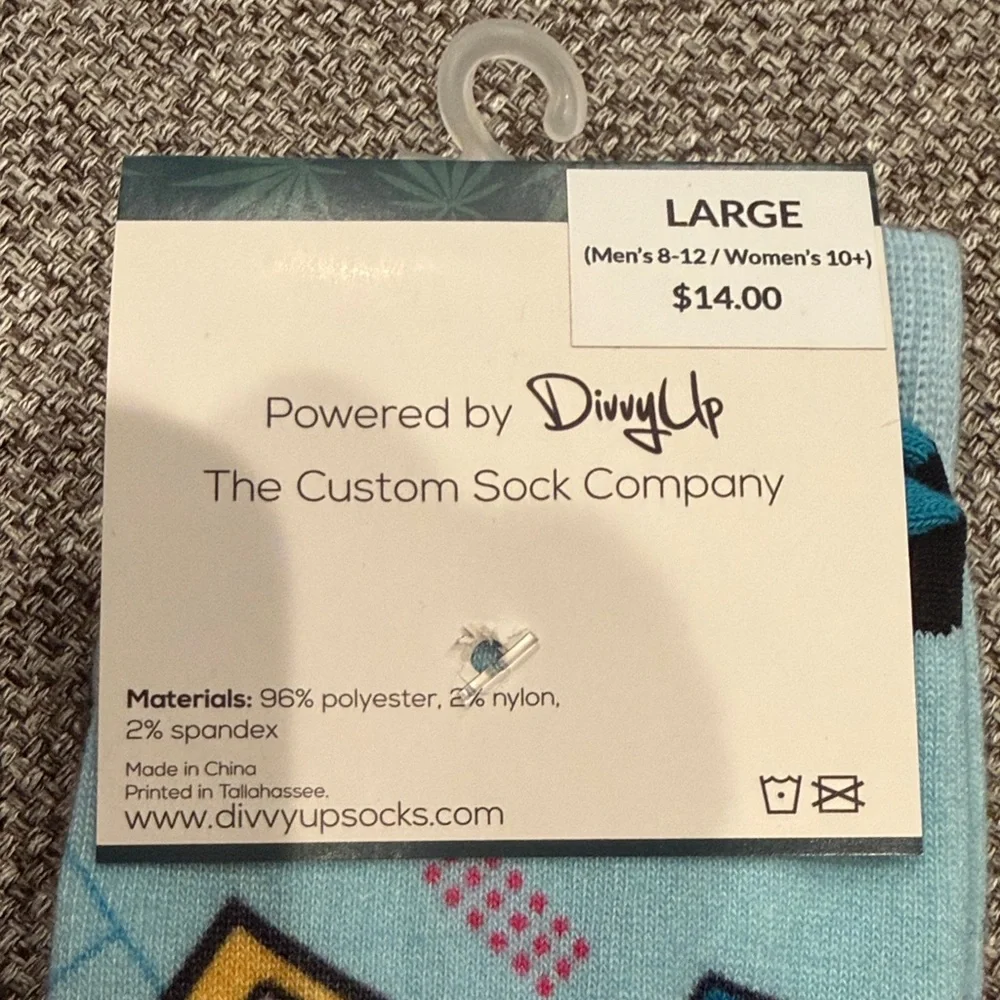 LARGE
(Men's 8-12 / Women's 10+)
$14.00
Powered by DivvyUp
The Custom Sock Company
Materials: 96% polyester, 2% nylon,
2% spandex
Made in China
Printed in Tallahassee.
www.divvyupsocks.com